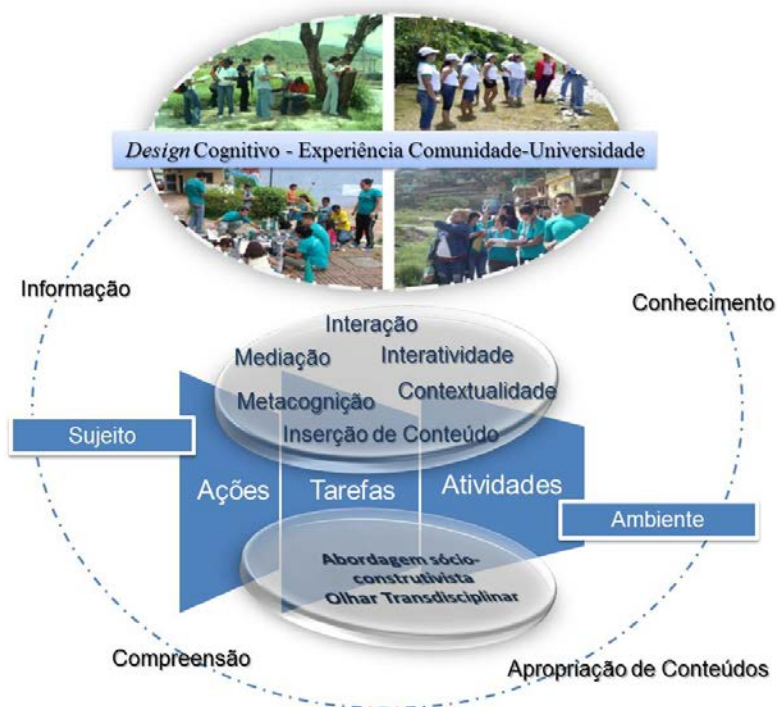 Design Cognitivo - Experiência Comunidade-Universidade
Informação
Conhecimento
Interação
Mediação
Interatividade
Metacognição
Contextualidade
Inserção de Conteúdo
Sujeito
Ações
Tarefas
Atividades
Ambiente
Abordagem sócio-
construtivista
Olhar Transdisciplinar
Compreensão
Apropriação de Conteúdos